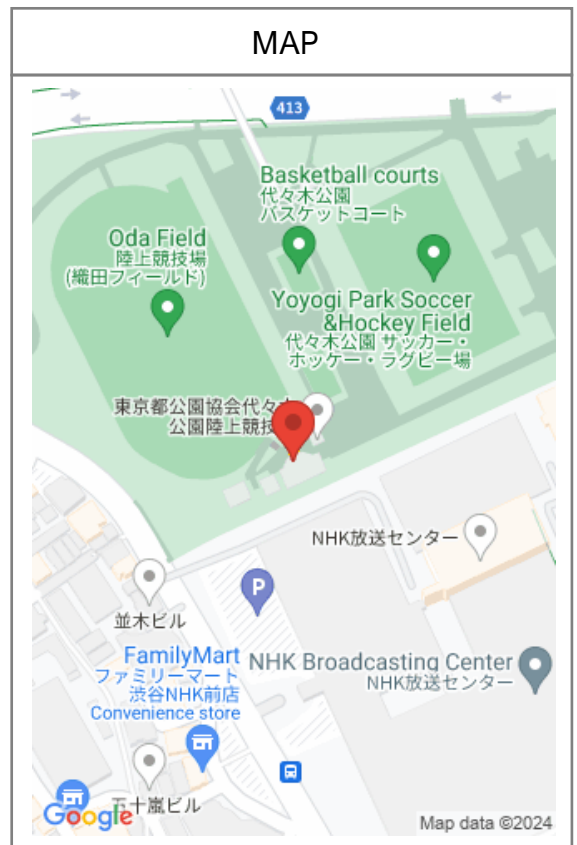 MAP
413
Basketball courts
代々木公園
バスケットコート
Oda Field
陸上競技場
(織田フィールド)
Yoyogi Park Soccer
&Hockey Field
代々木公園 サッカー・
ホッケー・ラグビー場
東京都公園協会代々
公園陸上競技
NHK放送センター
P
並木ビル
FamilyMart
ファミリーマート
渋谷NHK前店
Convenience store
NHK Broadcasting Center
NHK放送センター
十嵐ビル
Google
Map data ©2024